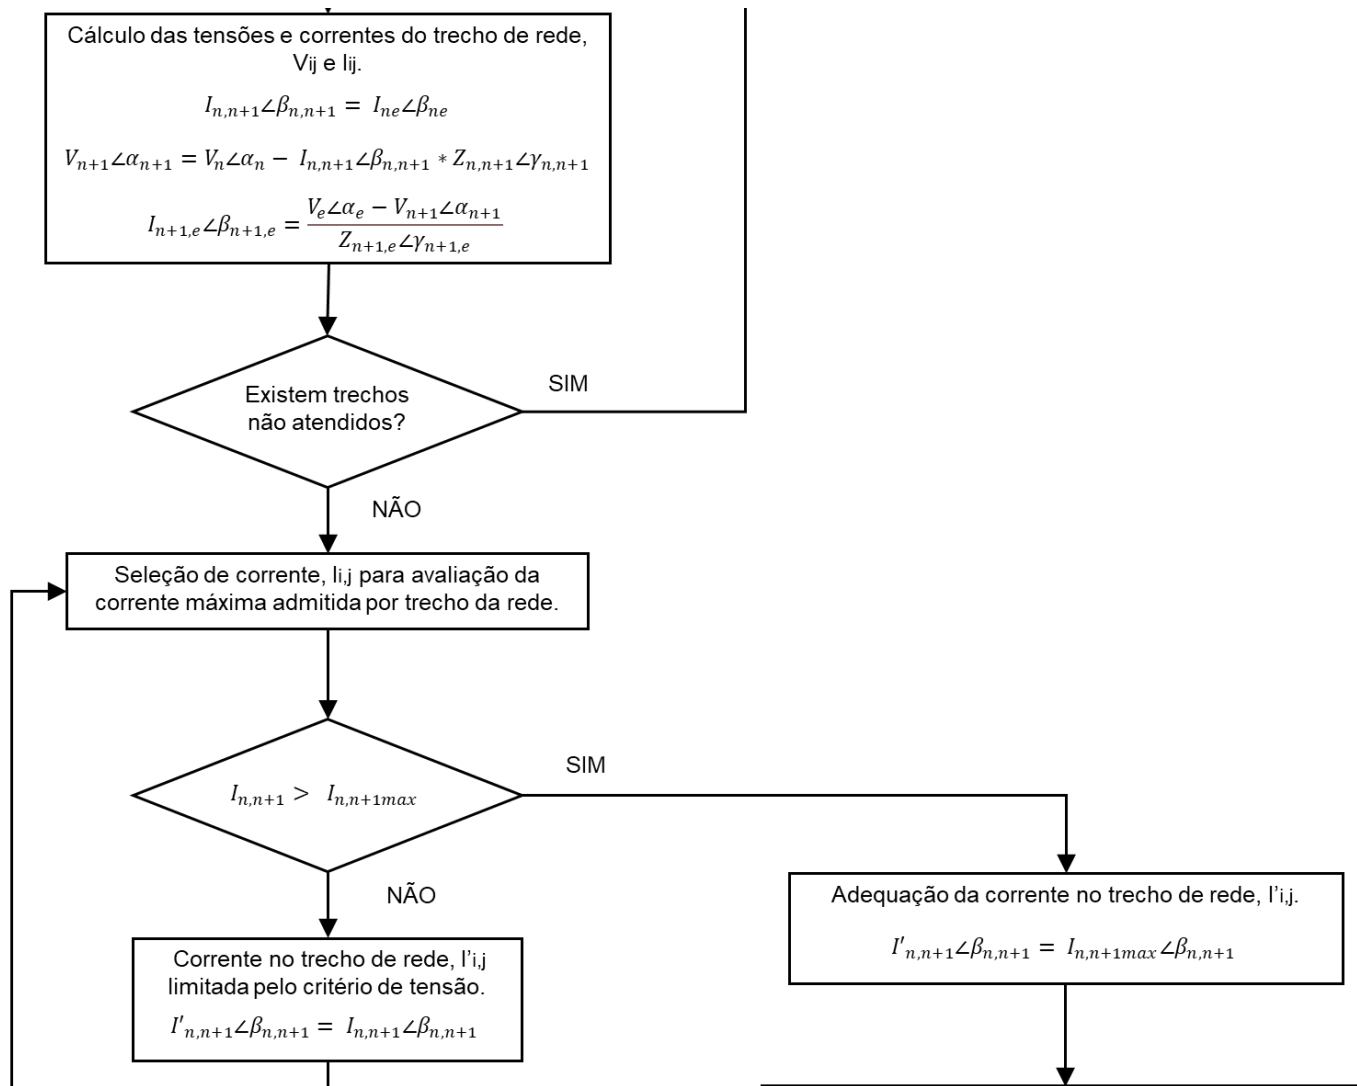 Cálculo das tensões e correntes do trecho de rede,
Vij e Iij.
I_{n,n+1}∠β_{n,n+1} = I_{ne}∠β_{ne}
V_{n+1}∠α_{n+1} = V_n∠α_n − I_{n,n+1}∠β_{n,n+1} * Z_{n,n+1}∠γ_{n,n+1}
I_{n+1,e}∠β_{n+1,e} = \frac{V_e∠α_e − V_{n+1}∠α_{n+1}}{Z_{n+1,e}∠γ_{n+1,e}}
Existem trechos
não atendidos?
SIM
NÃO
Seleção de corrente, Ii,j para avaliação da
corrente máxima admitida por trecho da rede.
I_{n,n+1} > I_{n,n+1max}
SIM
NÃO
Adequação da corrente no trecho de rede, I’i,j.
I'_{n,n+1}∠β_{n,n+1} = I_{n,n+1max}∠β_{n,n+1}
Corrente no trecho de rede, I’i,j
limitada pelo critério de tensão.
I'_{n,n+1}∠β_{n,n+1} = I_{n,n+1}∠β_{n,n+1}